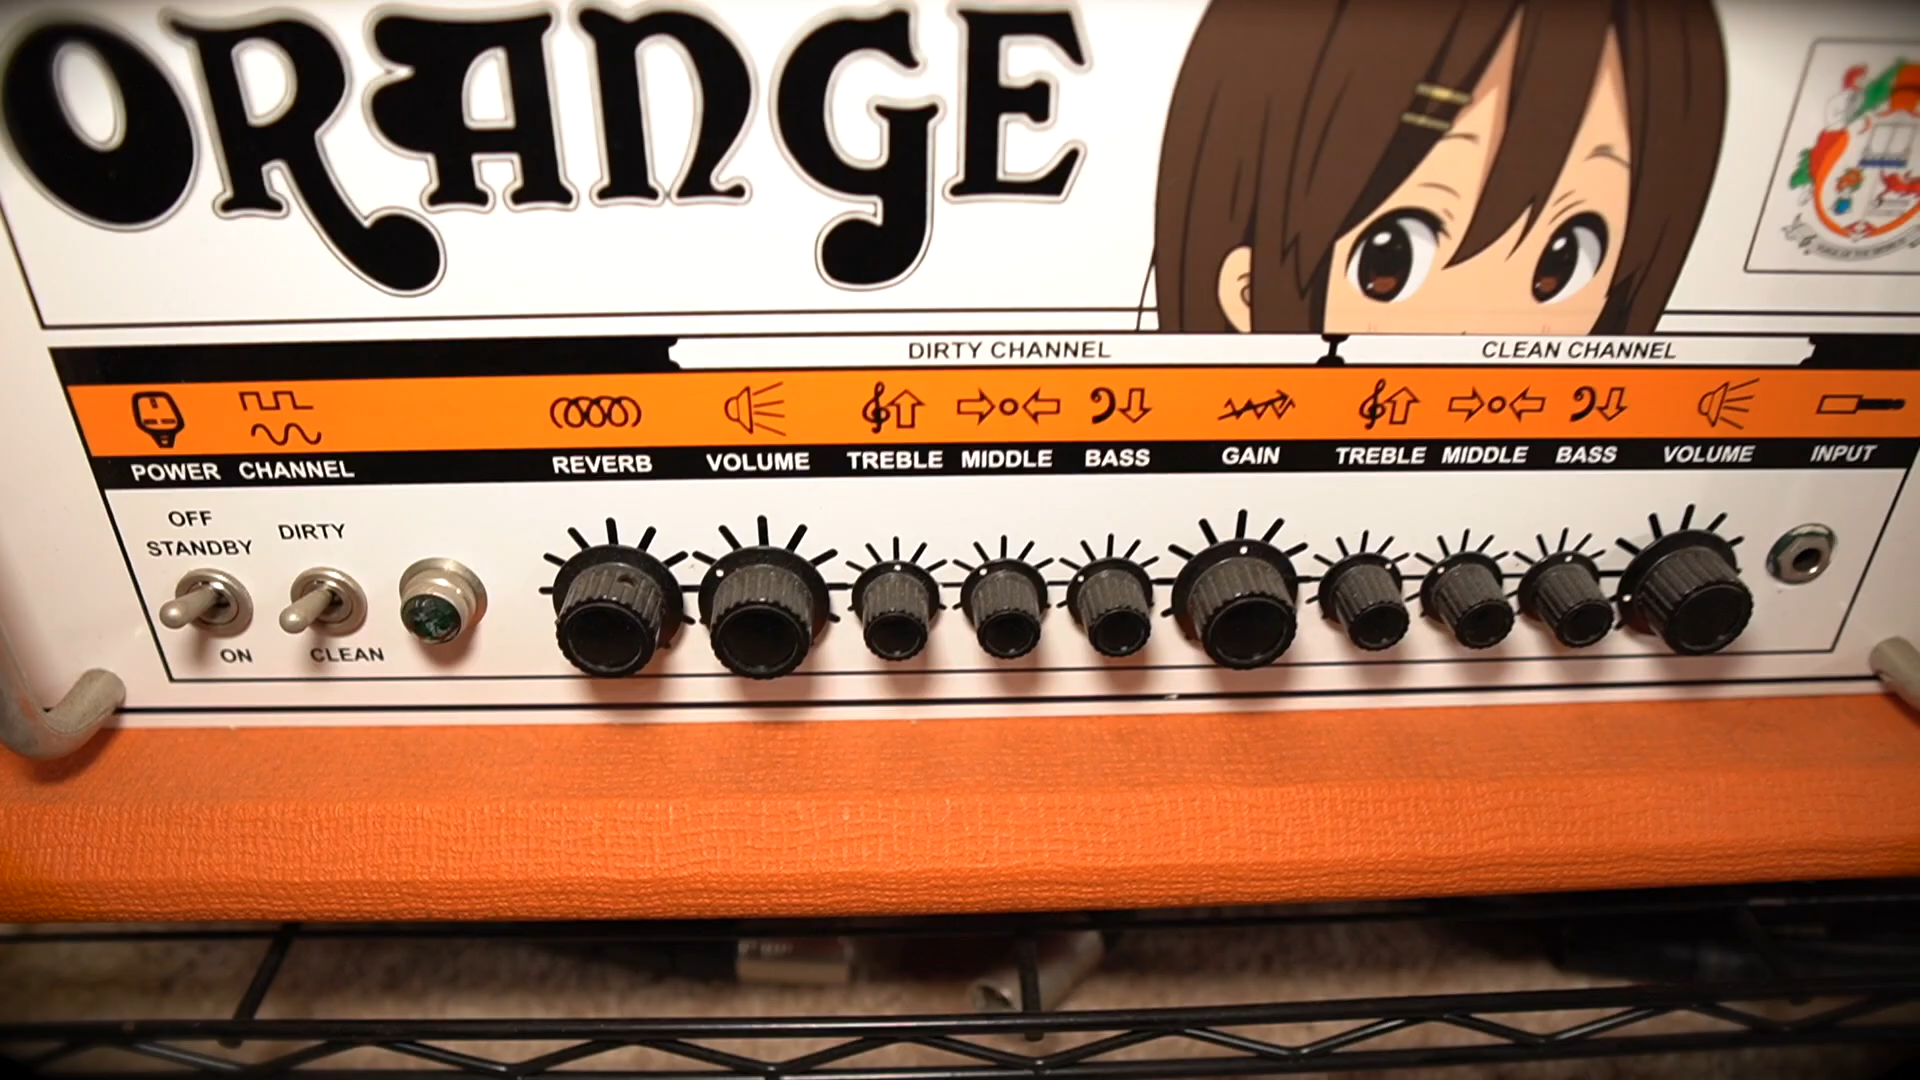 ORANGE
DIRTY CHANNEL CLEAN CHANNEL
POWER CHANNEL REVERB VOLUME TREBLE MIDDLE BASS GAIN TREBLE MIDDLE BASS VOLUME INPUT
OFF
STANDBY
DIRTY
ON
CLEAN